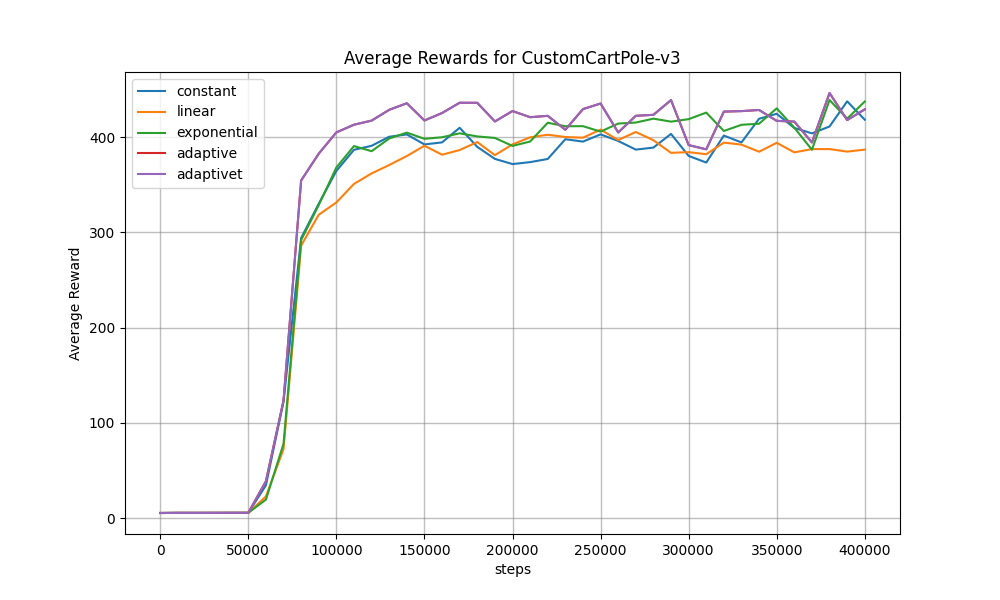 Average Rewards for CustomCartPole-v3
constant
linear
exponential
adaptive
adaptivet
Average Reward
400
300
200
100
0
0 50000 100000 150000 200000 250000 300000 350000 400000
steps